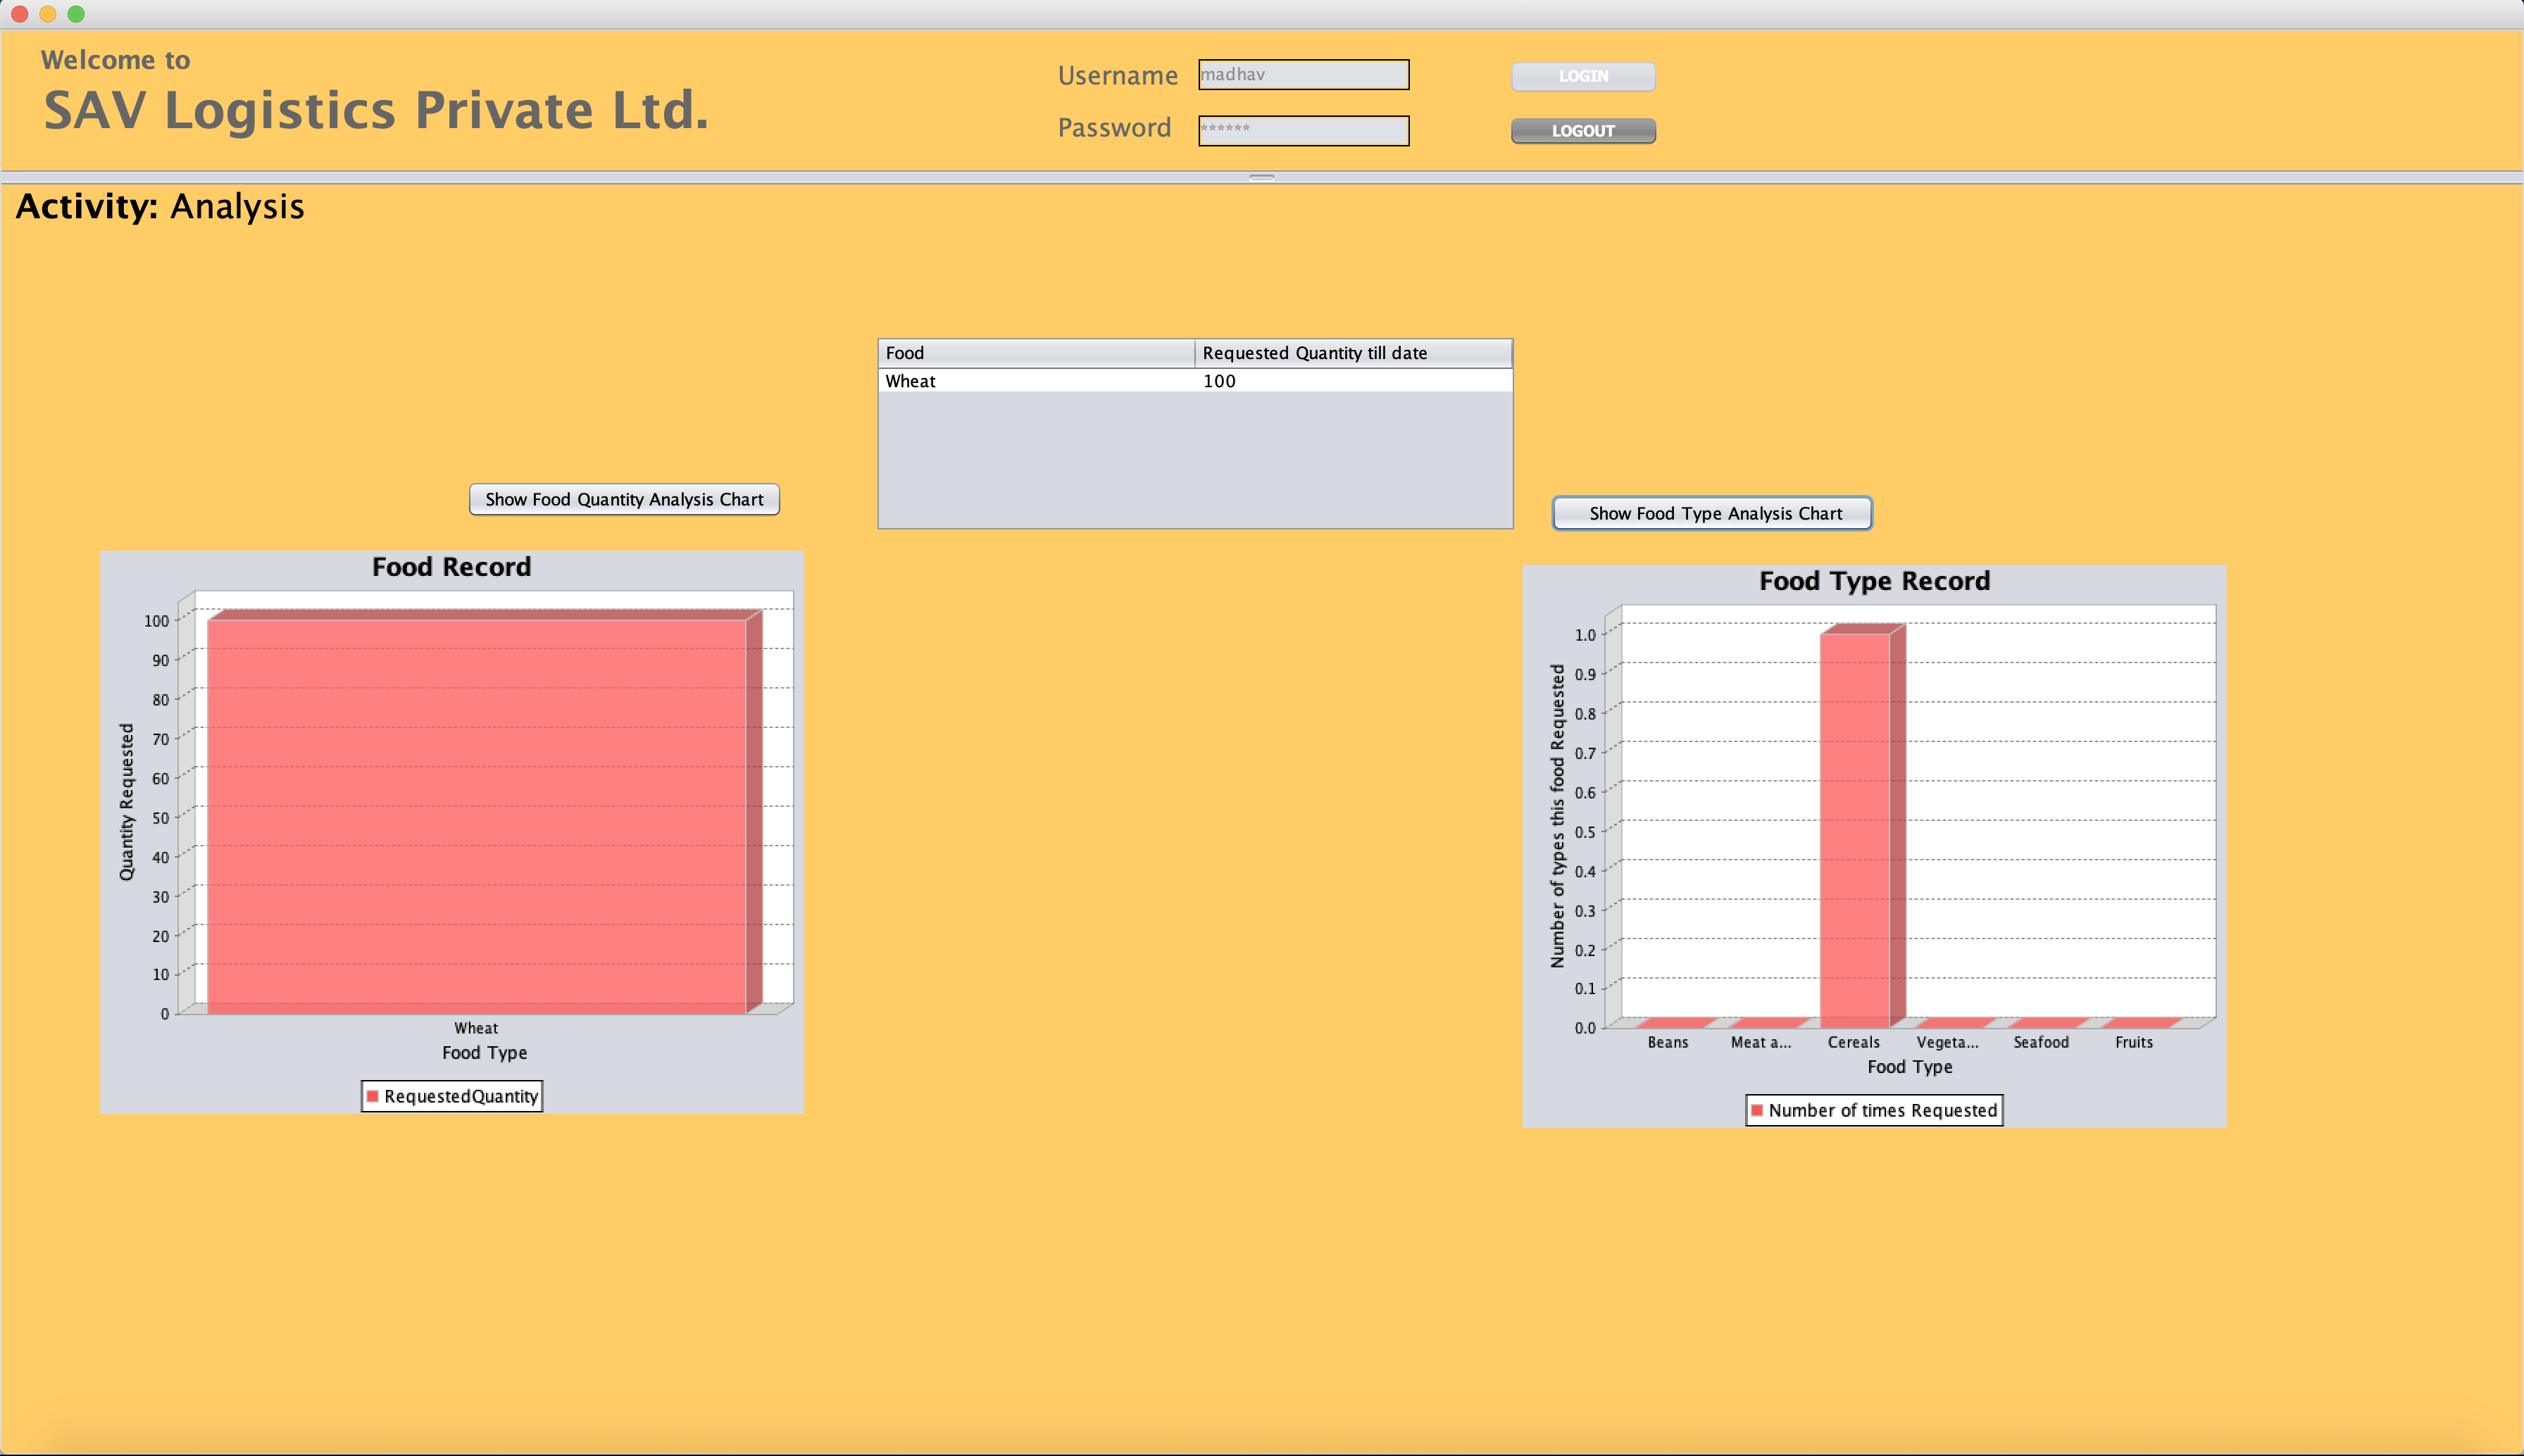 Welcome to
SAV Logistics Private Ltd.
Username madhav LOGIN
Password ****** LOGOUT
Activity: Analysis
Food Requested Quantity till date
Wheat 100
Show Food Quantity Analysis Chart
Show Food Type Analysis Chart
Food Record
100
90
80
70
60
50
40
30
20
10
0
Quantity Requested
Wheat
Food Type
RequestedQuantity
Food Type Record
1.0
0.9
0.8
0.7
0.6
0.5
0.4
0.3
0.2
0.1
0.0
Number of types this food Requested
Beans Meat a... Cereals Vegeta... Seafood Fruits
Food Type
Number of times Requested